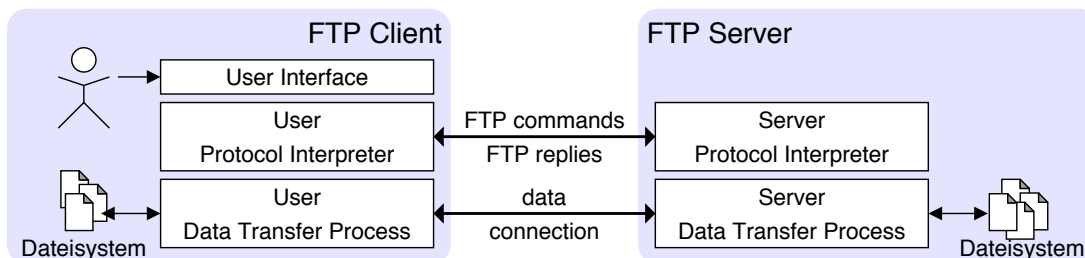 FTP Client
FTP Server
User Interface
User
Protocol Interpreter
FTP commands
FTP replies
Server
Protocol Interpreter
User
Data Transfer Process
data
connection
Server
Data Transfer Process
Dateisystem
Dateisystem